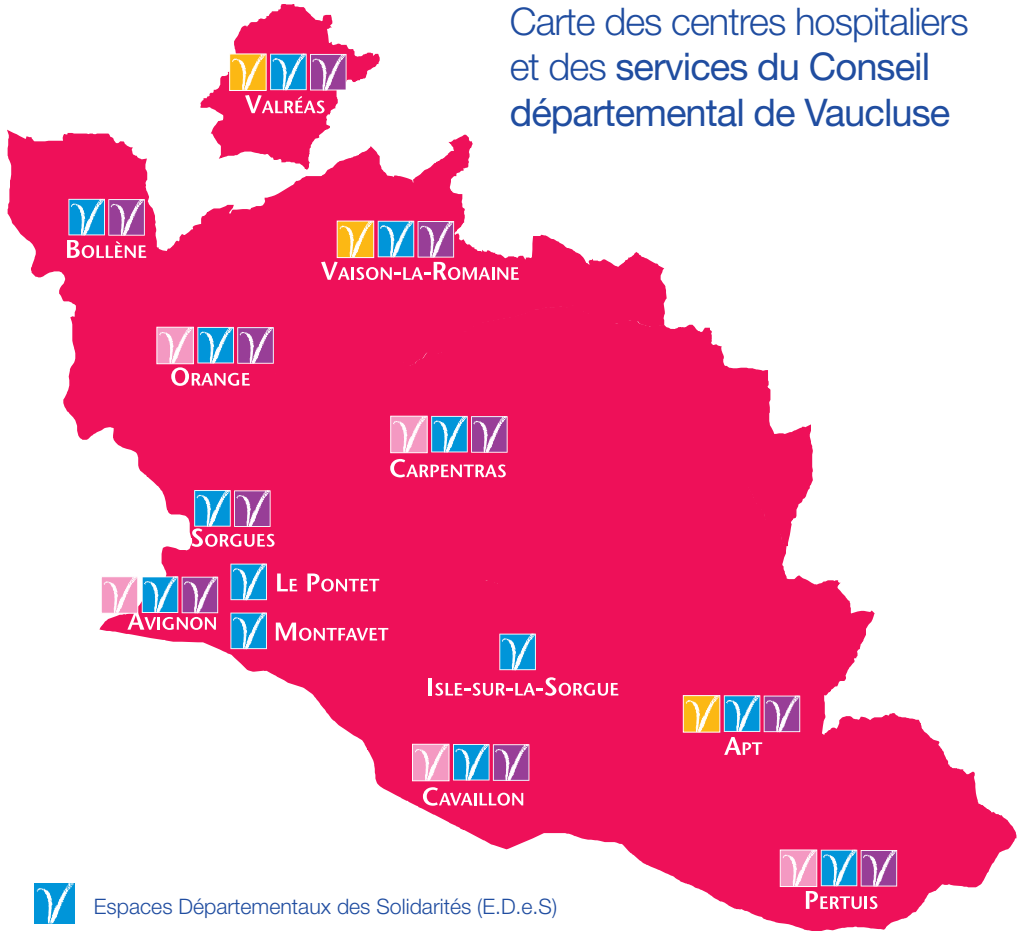 Carte des centres hospitaliers
et des services du Conseil
départemental de Vaucluse
VALRÉAS
BOLLÈNE
VAISON-LA-ROMAINE
ORANGE
CARPENTRAS
SORGUES
LE PONTET
AVIGNON
MONTFAVET
ISLE-SUR-LA-SORGUE
APT
CAVAILLON
PERTUIS
Espaces Départementaux des Solidarités (E.D.e.S)